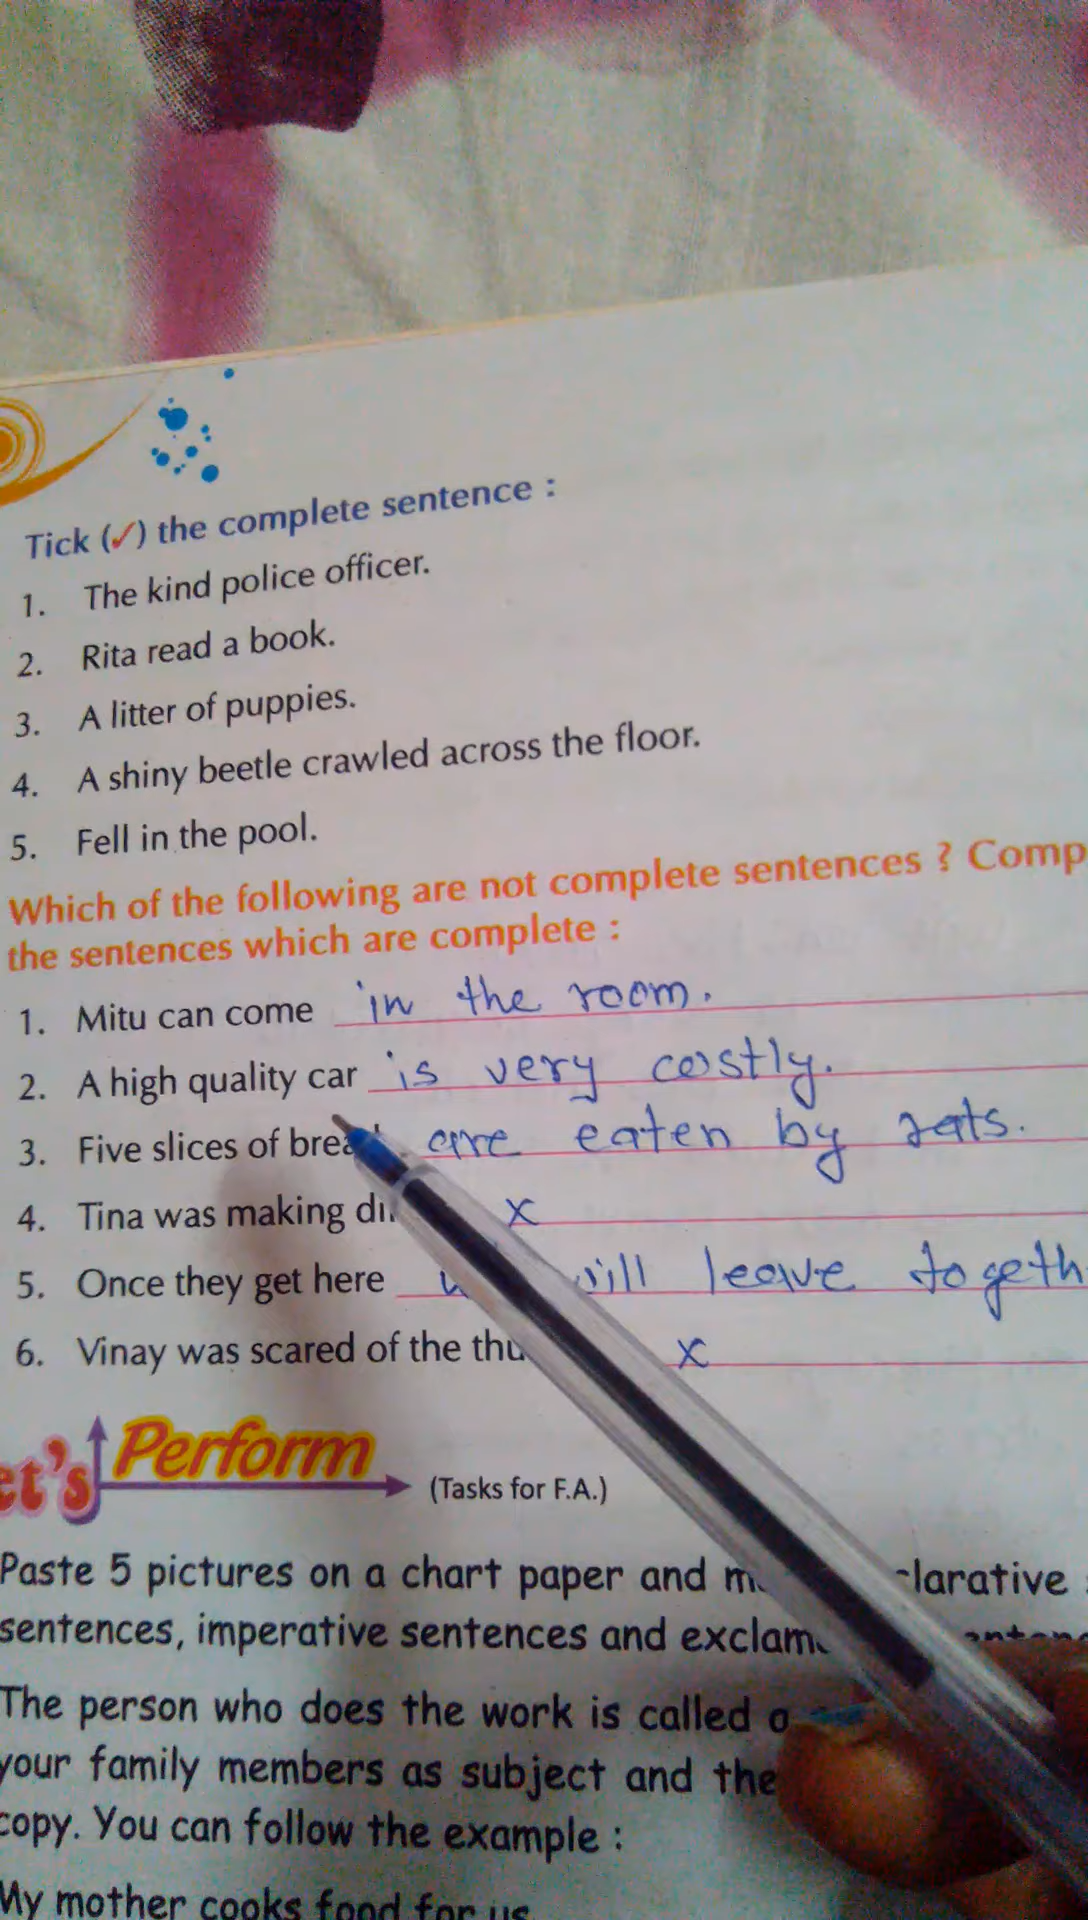 Tick (✓) the complete sentence :
1. The kind police officer.
2. Rita read a book.
3. A litter of puppies.
4. A shiny beetle crawled across the floor.
5. Fell in the pool.
Which of the following are not complete sentences ? Comp
the sentences which are complete :
1. Mitu can come in the room.
2. A high quality car is very costly.
3. Five slices of are eaten by rats.
4. Tina was making x
5. Once they get here will leave togeth
6. Vinay was scared of the x
Perform
(Tasks for F.A.)
Paste 5 pictures on a chart paper and
sentences, imperative sentences and
The person who does the work is called
your family members as subject and the
copy. You can follow the example :
My mother cooks food for us